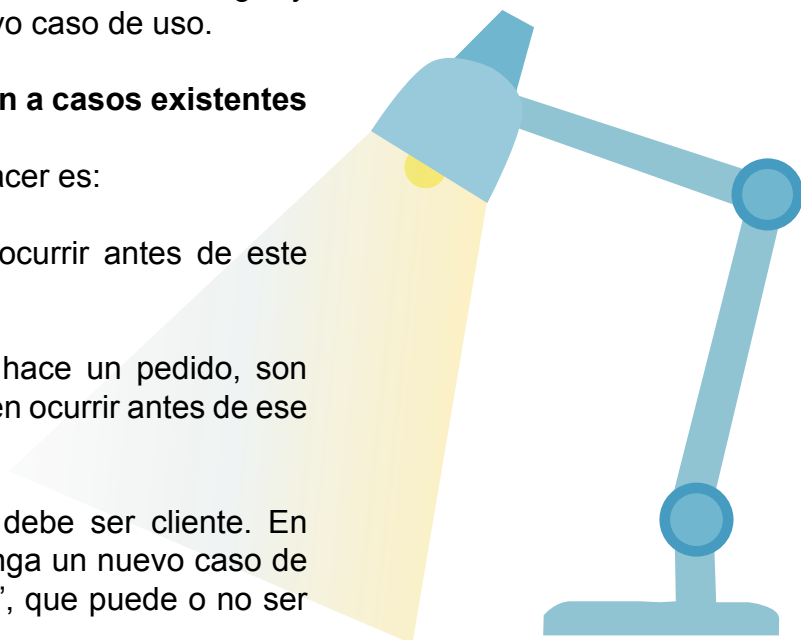 vo caso de uso.
n a casos existentes
acer es:
ocurrir antes de este
hace un pedido, son
en ocurrir antes de ese
debe ser cliente. En
nga un nuevo caso de
”, que puede o no ser